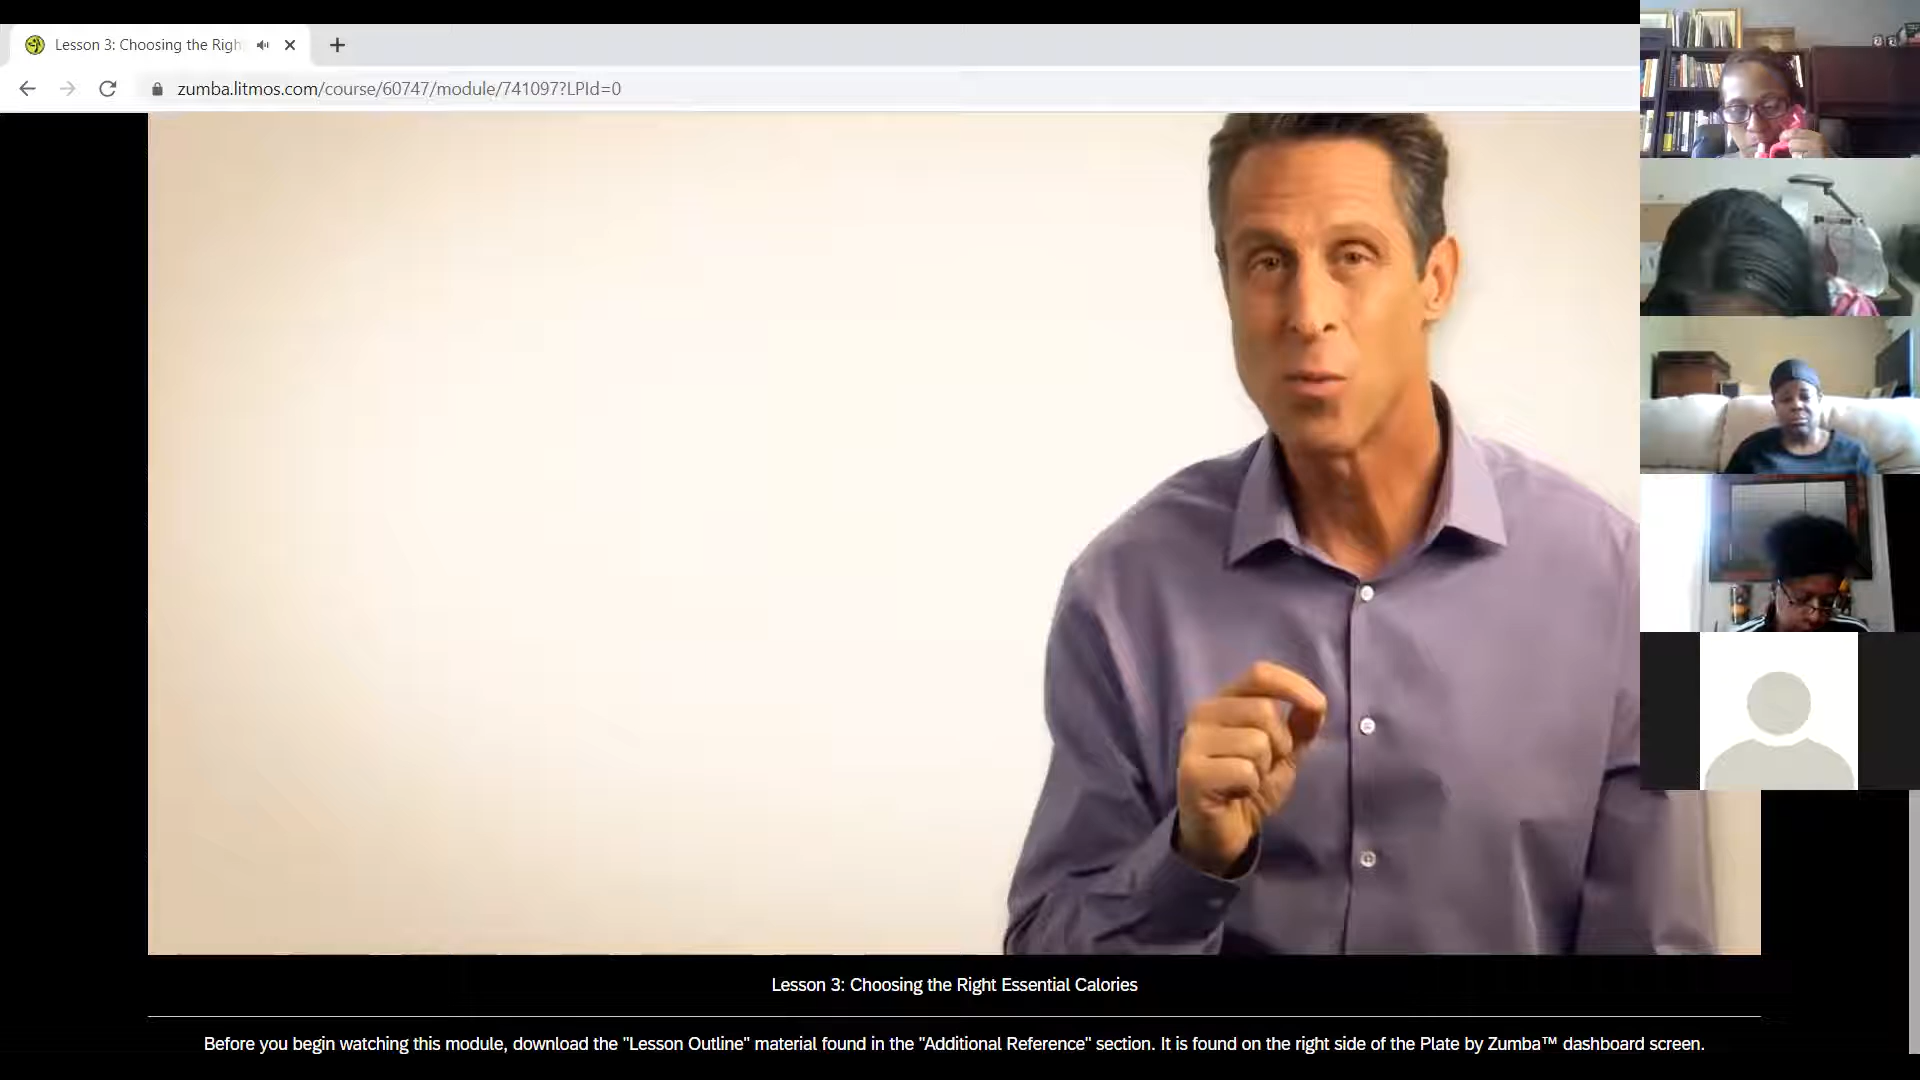 Lesson 3: Choosing the Righ
zumba.litmos.com/course/60747/module/741097?LPId=0
Lesson 3: Choosing the Right Essential Calories
Before you begin watching this module, download the "Lesson Outline" material found in the "Additional Reference" section. It is found on the right side of the Plate by Zumba™ dashboard screen.